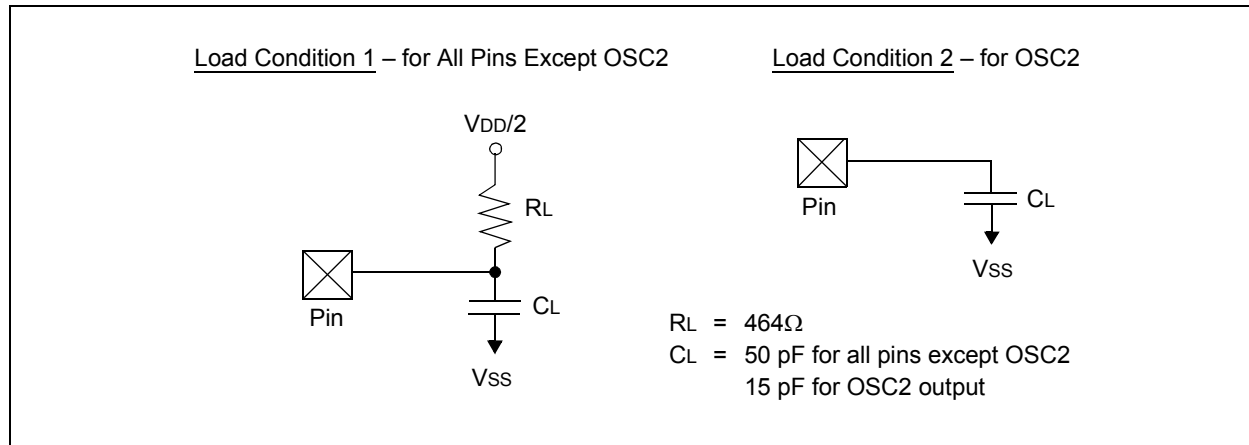 Load Condition 1 – for All Pins Except OSC2
VDD/2
RL
Pin
CL
VSS
Load Condition 2 – for OSC2
Pin
CL
VSS
RL = 464Ω
CL = 50 pF for all pins except OSC2
15 pF for OSC2 output